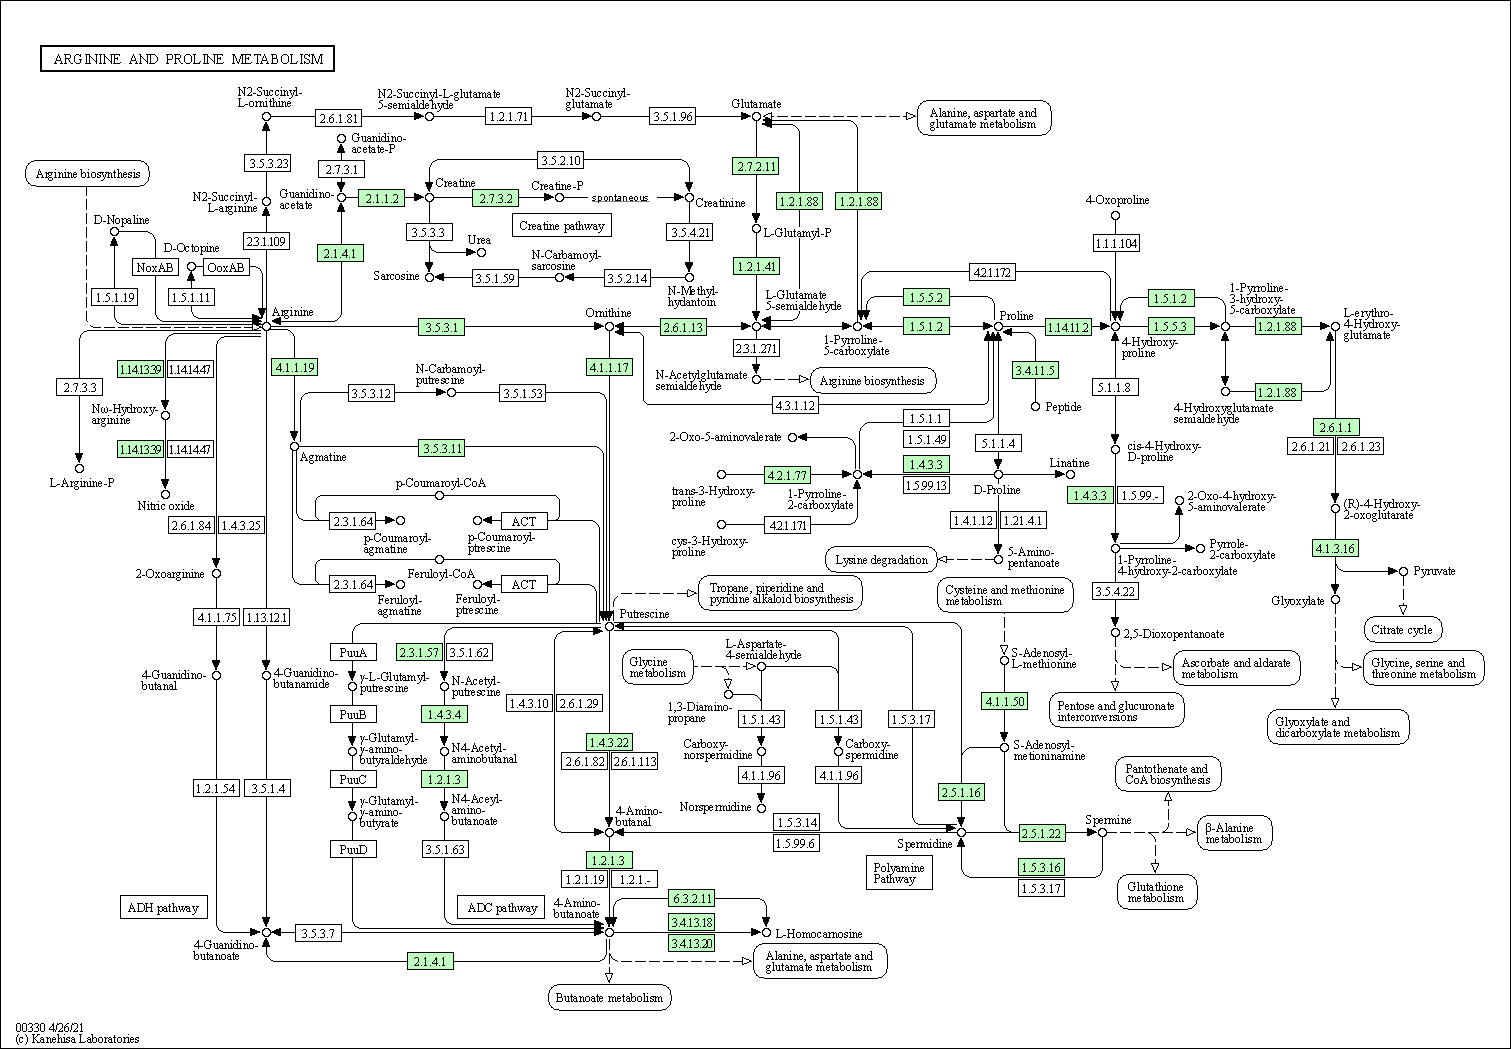 ARGININE AND PROLINE METABOLISM
N2-Succinyl-
L-ornithine
2.6.1.81
N2-Succinyl-L-glutamate
5-semialdehyde
1.2.1.71
N2-Succinyl-
glutamate
3.5.1.96
Glutamate
Alanine, aspartate and
glutamate metabolism
Guanidino-
acetate-P
3.5.3.23
2.7.3.1
3.5.2.10
2.7.2.11
Arginine biosynthesis
N2-Succinyl-
L-arginine
Guanidino-
acetate
2.1.1.2
Creatine
2.7.3.2
Creatine-P
spontaneous
Creatinine
1.2.1.88
1.2.1.88
4-Oxoproline
D-Nopaline
D-Octopine
2.3.1.109
2.1.4.1
3.5.3.3
Urea
Creatine pathway
3.5.4.21
L-Glutamyl-P
1.1.1.104
NoxAB
OoxAB
Sarcosine
3.5.1.59
N-Carbamoyl-
sarcosine
3.5.2.14
N-Methyl-
hydantoin
1.2.1.41
4.2.1.172
1.5.1.19
1.5.1.11
L-Glutamate
5-semialdehyde
1.5.5.2
1.5.1.2
1-Pyrroline-
3-hydroxy-
5-carboxylate
Arginine
3.5.3.1
Ornithine
2.6.1.13
1.5.1.2
Proline
1.14.11.2
1.5.5.3
1.2.1.88
L-erythro-
4-Hydroxy-
glutamate
2.3.1.271
1-Pyrroline-
5-carboxylate
4-Hydroxy-
proline
1.14.13.39
1.14.14.47
4.1.1.19
4.1.1.17
N-Acetylglutamate
semialdehyde
Arginine biosynthesis
3.4.11.5
2.7.3.3
3.5.3.12
N-Carbamoyl-
putrescine
3.5.1.53
4.3.1.12
Peptide
5.1.1.8
1.2.1.88
4-Hydroxyglutamate
semialdehyde
Nω-Hydroxy-
arginine
1.5.1.1
1.5.1.49
2.6.1.1
2.6.1.21
2.6.1.23
1.14.13.39
1.14.14.47
Agmatine
3.5.3.11
2-Oxo-5-aminovalerate
5.1.1.4
cis-4-Hydroxy-
D-proline
L-Arginine-P
Nitric oxide
p-Coumaroyl-CoA
trans-3-Hydroxy-
proline
4.2.1.77
1-Pyrroline-
2-carboxylate
1.4.3.3
1.5.99.13
D-Proline
Linatine
1.4.3.3
1.5.99.-
2-Oxo-4-hydroxy-
5-aminovalerate
(R)-4-Hydroxy-
2-oxoglutarate
2.6.1.84
1.4.3.25
2.3.1.64
ACT
p-Coumaroyl-
agmatine
p-Coumaroyl-
ptrescine
4.2.1.171
cys-3-Hydroxy-
proline
1.4.1.12
1.21.4.1
Pyrrole-
2-carboxylate
4.1.3.16
2-Oxoarginine
Feruloyl-CoA
2.3.1.64
ACT
Feruloyl-
agmatine
Feruloyl-
ptrescine
Lysine degradation
5-Amino-
pentanoate
1-Pyrroline-
4-hydroxy-2-carboxylate
Pyruvate
Tropane, piperidine and
pyridine alkaloid biosynthesis
Cysteine and methionine
metabolism
3.5.4.22
Glyoxylate
4.1.1.75
1.13.12.1
Putrescine
Citrate cycle
2,5-Dioxopentanoate
PuuA
2.3.1.57
3.5.1.62
Glycine
metabolism
L-Aspartate-
4-semialdehyde
S-Adenosyl-
L-methionine
Ascorbate and aldarate
metabolism
Glycine, serine and
threonine metabolism
4-Guanidino-
butanal
4-Guanidino-
butanamide
γ-L-Glutamyl-
putrescine
N-Acetyl-
putrescine
1.4.3.10
2.6.1.29
1,3-Diamino-
propane
4.1.1.50
Pentose and glucuronate
interconversions
Glyoxylate and
dicarboxylate metabolism
PuuB
1.4.3.4
1.5.1.43
1.5.1.43
1.5.3.17
γ-Glutamyl-
γ-amino-
butyraldehyde
N4-Acetyl-
aminobutanal
1.4.3.22
2.6.1.82
2.6.1.113
Carboxy-
norspermidine
Carboxy-
spermidine
S-Adenosyl-
metioninamine
1.2.1.54
3.5.1.4
PuuC
1.2.1.3
4.1.1.96
4.1.1.96
2.5.1.16
Pantothenate and
CoA biosynthesis
γ-Glutamyl-
γ-amino-
butyrate
N4-Aceyl-
amino-
butanoate
4-Amino-
butanal
Norspermidine
1.5.3.14
1.5.99.6
Spermidine
2.5.1.22
Spermine
β-Alanine
metabolism
PuuD
3.5.1.63
1.2.1.3
1.2.1.19
1.2.1.-
Polyamine
Pathway
1.5.3.16
1.5.3.17
Glutathione
metabolism
ADH pathway
ADC pathway
4-Amino-
butanoate
6.3.2.11
3.4.13.18
3.4.13.20
L-Homocarnosine
4-Guanidino-
butanoate
3.5.3.7
2.1.4.1
Alanine, aspartate and
glutamate metabolism
Butanoate metabolism
00330 4/26/21
(c) Kanehisa Laboratories